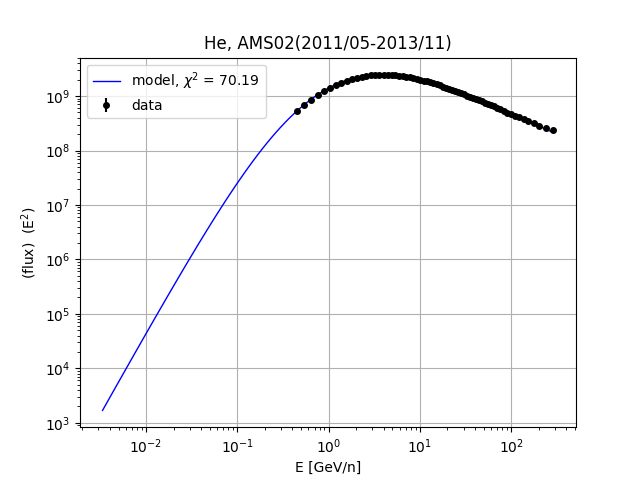 He, AMS02(2011/05-2013/11)
model, χ² = 70.19
data
(flux) (E²)
10⁹
10⁸
10⁷
10⁶
10⁵
10⁴
10³
10⁻²
10⁻¹
10⁰
10¹
10²
E [GeV/n]